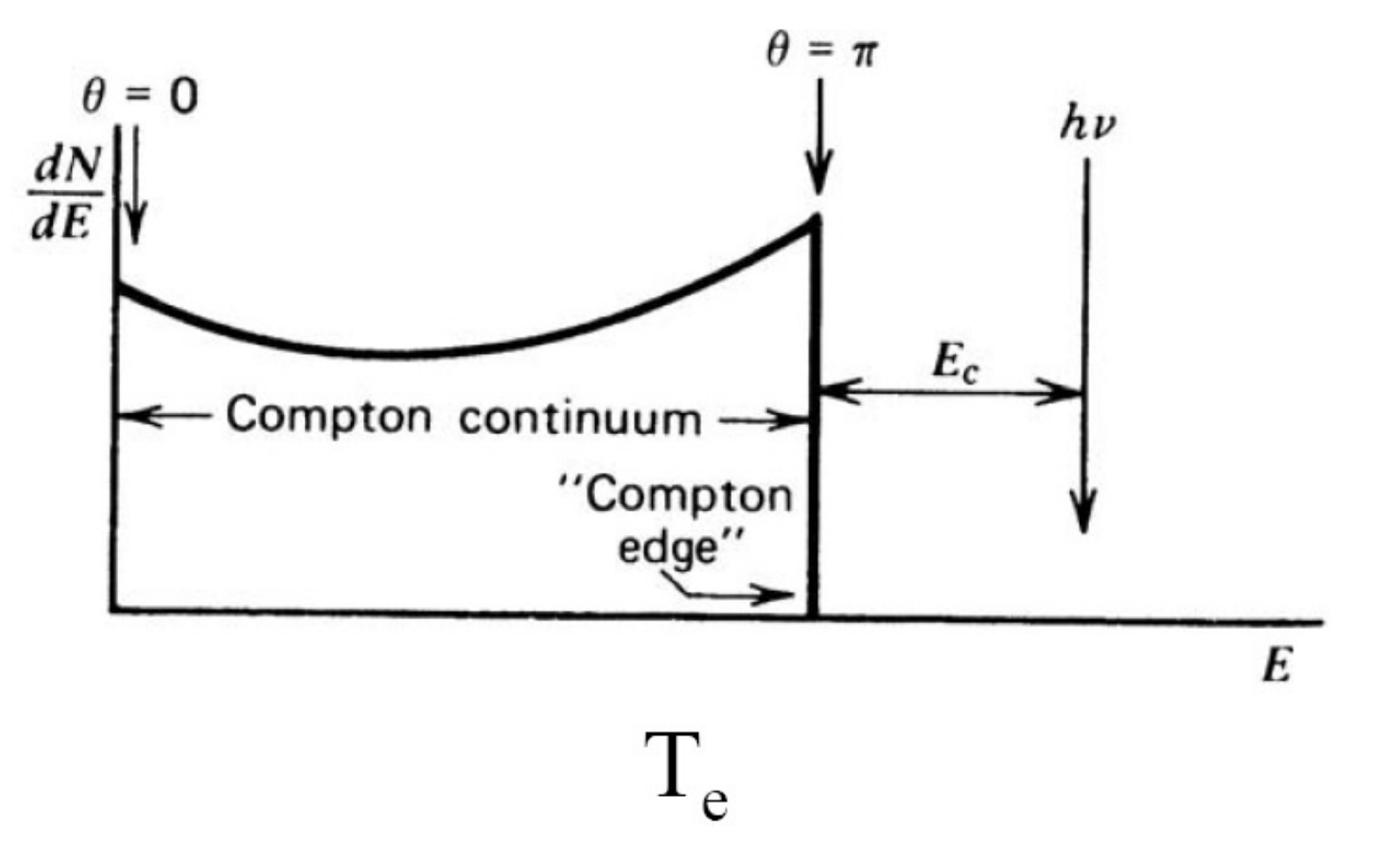 θ = π
θ = 0
hν
dN
dE
E_c
Compton continuum
"Compton
edge"
E
T_e